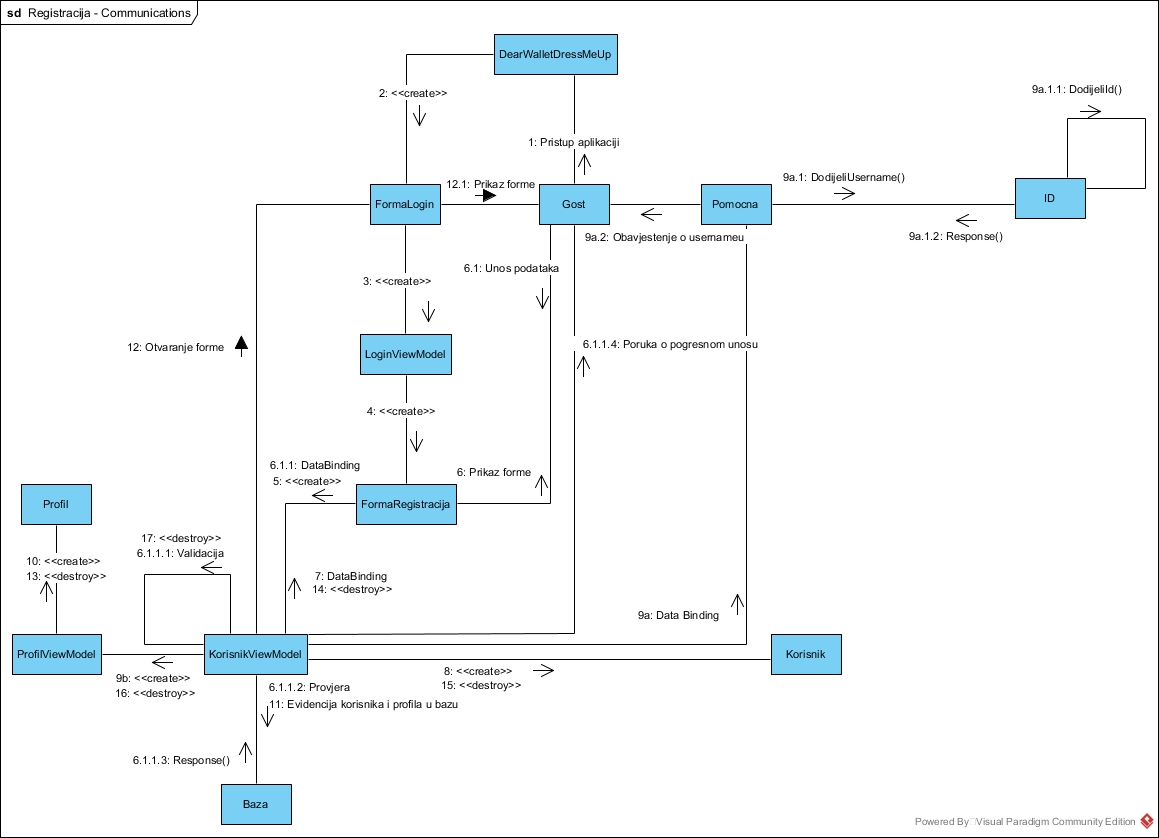 sd Registracija - Communications
DearWalletDressMeUp
2: <<create>>
9a.1.1: DodijeliId()
1: Pristup aplikaciji
12.1: Prikaz forme
9a.1: DodijeliUsername()
FormaLogin
Gost
Pomocna
ID
9a.2: Obavjestenje o usernameu
9a.1.2: Response()
6.1: Unos podataka
3: <<create>>
12: Otvaranje forme
6.1.1.4: Poruka o pogresnom unosu
LoginViewModel
4: <<create>>
6.1.1: DataBinding
5: <<create>>
6: Prikaz forme
Profil
FormaRegistracija
17: <<destroy>>
6.1.1.1: Validacija
10: <<create>>
13: <<destroy>>
7: DataBinding
14: <<destroy>>
9a: Data Binding
ProfilViewModel
KorisnikViewModel
Korisnik
9b: <<create>>
16: <<destroy>>
8: <<create>>
15: <<destroy>>
6.1.1.2: Provjera
11: Evidencija korisnika i profila u bazu
6.1.1.3: Response()
Baza
Powered By Visual Paradigm Community Edition